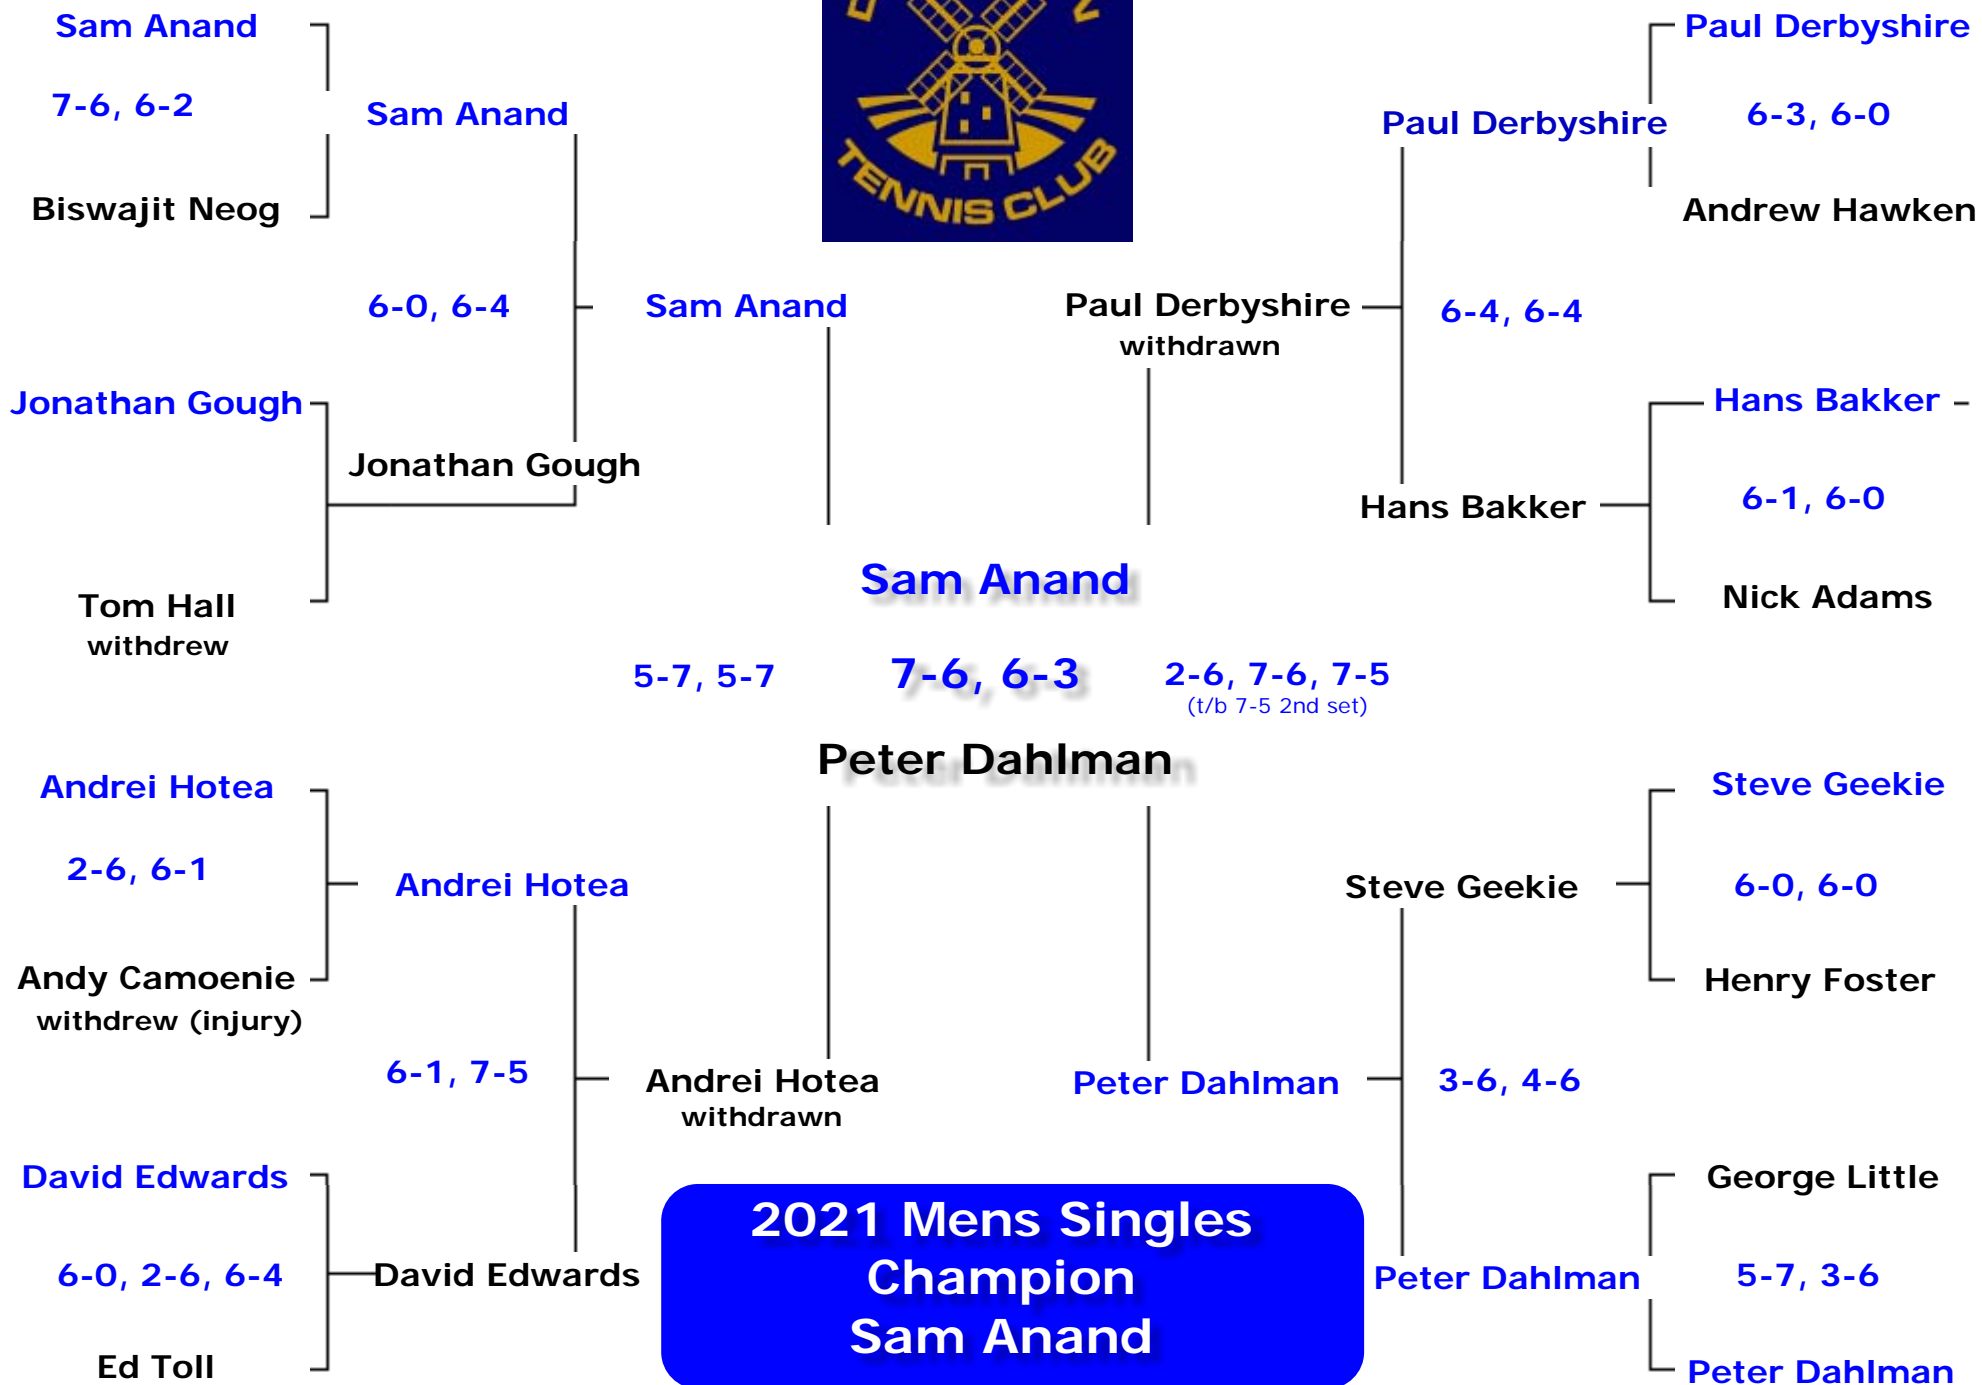 Sam Anand
7-6, 6-2
Biswajit Neog
Sam Anand
6-0, 6-4
Jonathan Gough
Jonathan Gough
Tom Hall
withdrew
Sam Anand
TENNIS CLUB
Paul Derbyshire
6-3, 6-0
Andrew Hawken
Paul Derbyshire
Paul Derbyshire
withdrawn
6-4, 6-4
Hans Bakker
6-1, 6-0
Hans Bakker
Nick Adams
Sam Anand
5-7, 5-7
7-6, 6-3
2-6, 7-6, 7-5
(t/b 7-5 2nd set)
Peter Dahlman
Andrei Hotea
2-6, 6-1
Andrei Hotea
Andy Camoenie
withdrew (injury)
6-1, 7-5
Andrei Hotea
withdrawn
David Edwards
6-0, 2-6, 6-4
David Edwards
Ed Toll
Steve Geekie
Steve Geekie
6-0, 6-0
Henry Foster
Peter Dahlman
3-6, 4-6
George Little
Peter Dahlman
5-7, 3-6
Peter Dahlman
2021 Mens Singles
Champion
Sam Anand